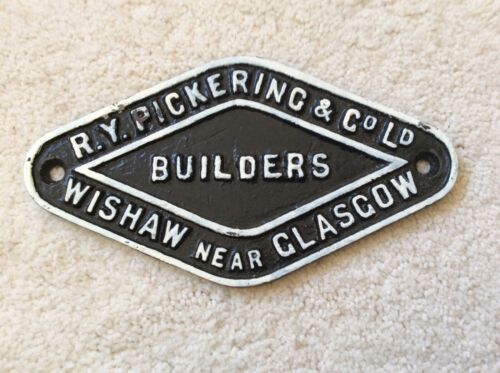 R.Y. PICKERING & Co LD
BUILDERS
WISHAW NEAR GLASGOW